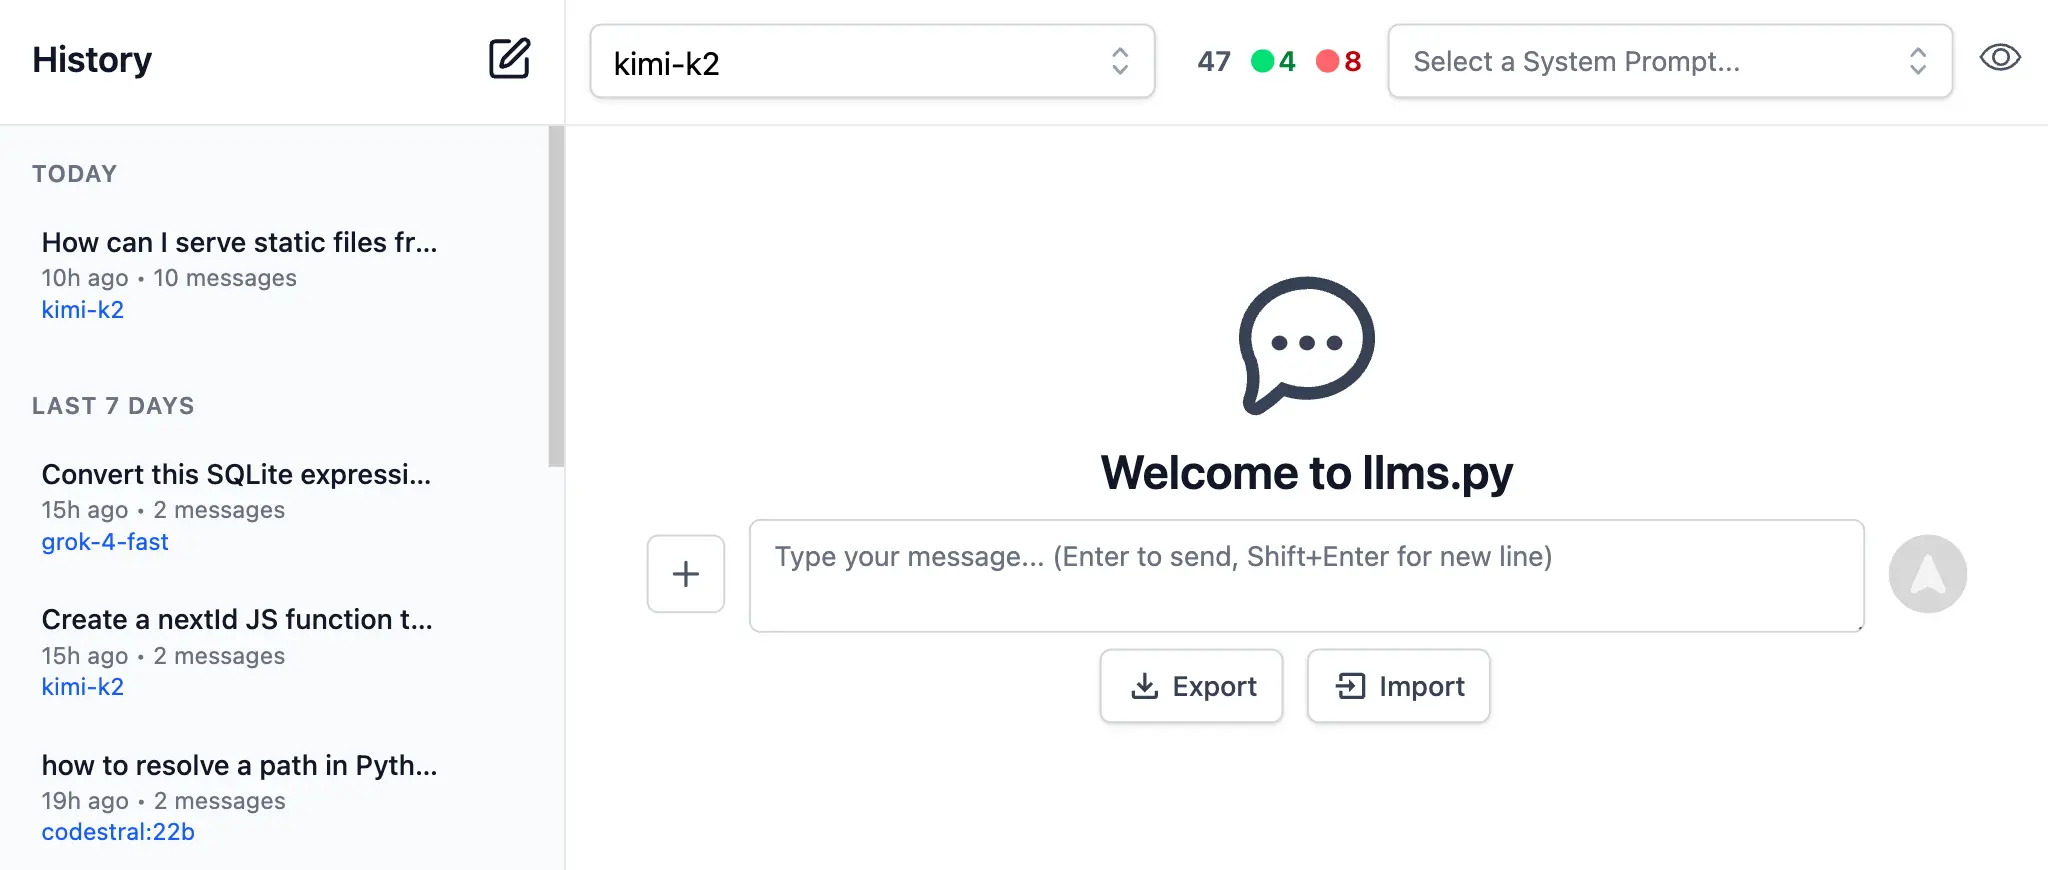 History
kimi-k2
47 4 8
Select a System Prompt...
TODAY
How can I serve static files fr...
10h ago • 10 messages
kimi-k2
LAST 7 DAYS
Convert this SQLite expressi...
15h ago • 2 messages
grok-4-fast
Create a nextId JS function t...
15h ago • 2 messages
kimi-k2
how to resolve a path in Pyth...
19h ago • 2 messages
codestral:22b
Welcome to llms.py
Type your message... (Enter to send, Shift+Enter for new line)
Export
Import